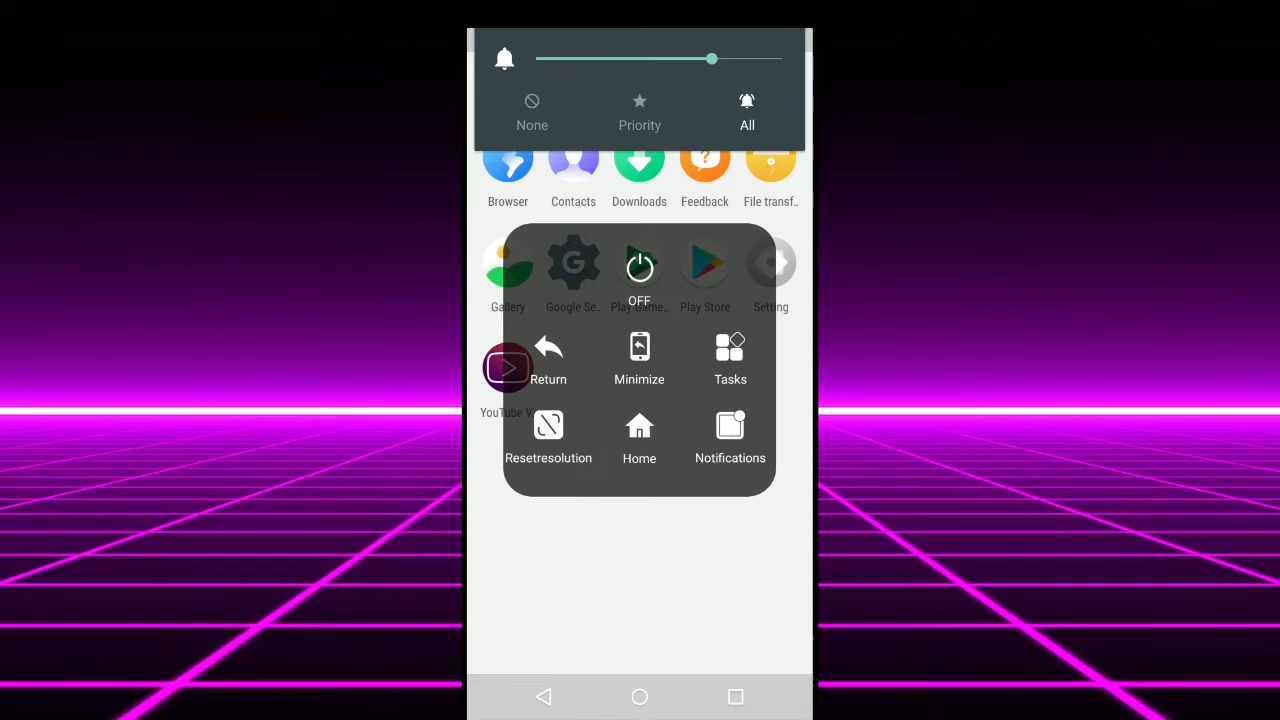 None Priority All
Browser Contacts Downloads Feedback File transf..
OFF
Gallery Google Se.. Play Game.. Play Store Setting
Return Minimize Tasks
YouTube V
Resetresolution Home Notifications